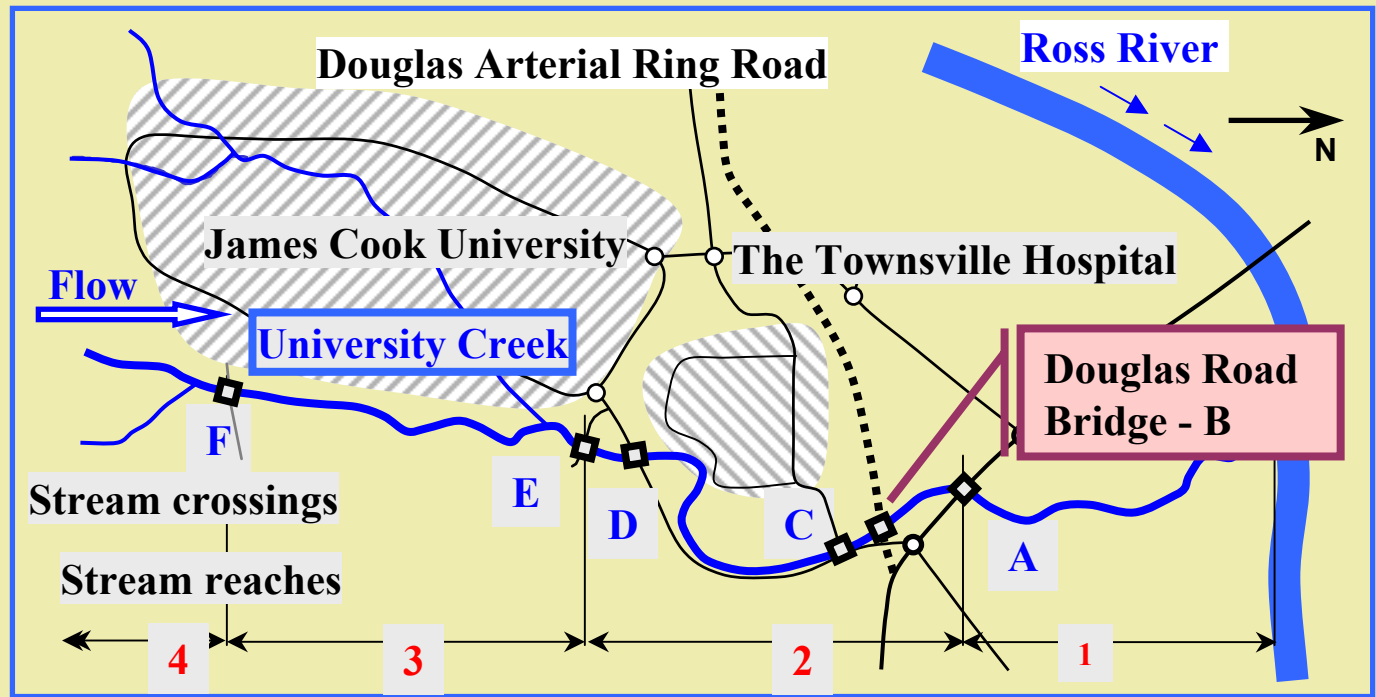 Ross River
Douglas Arterial Ring Road
N
James Cook University
The Townsville Hospital
Flow
University Creek
Douglas Road
Bridge - B
F
E
D
C
A
Stream crossings
Stream reaches
4
3
2
1